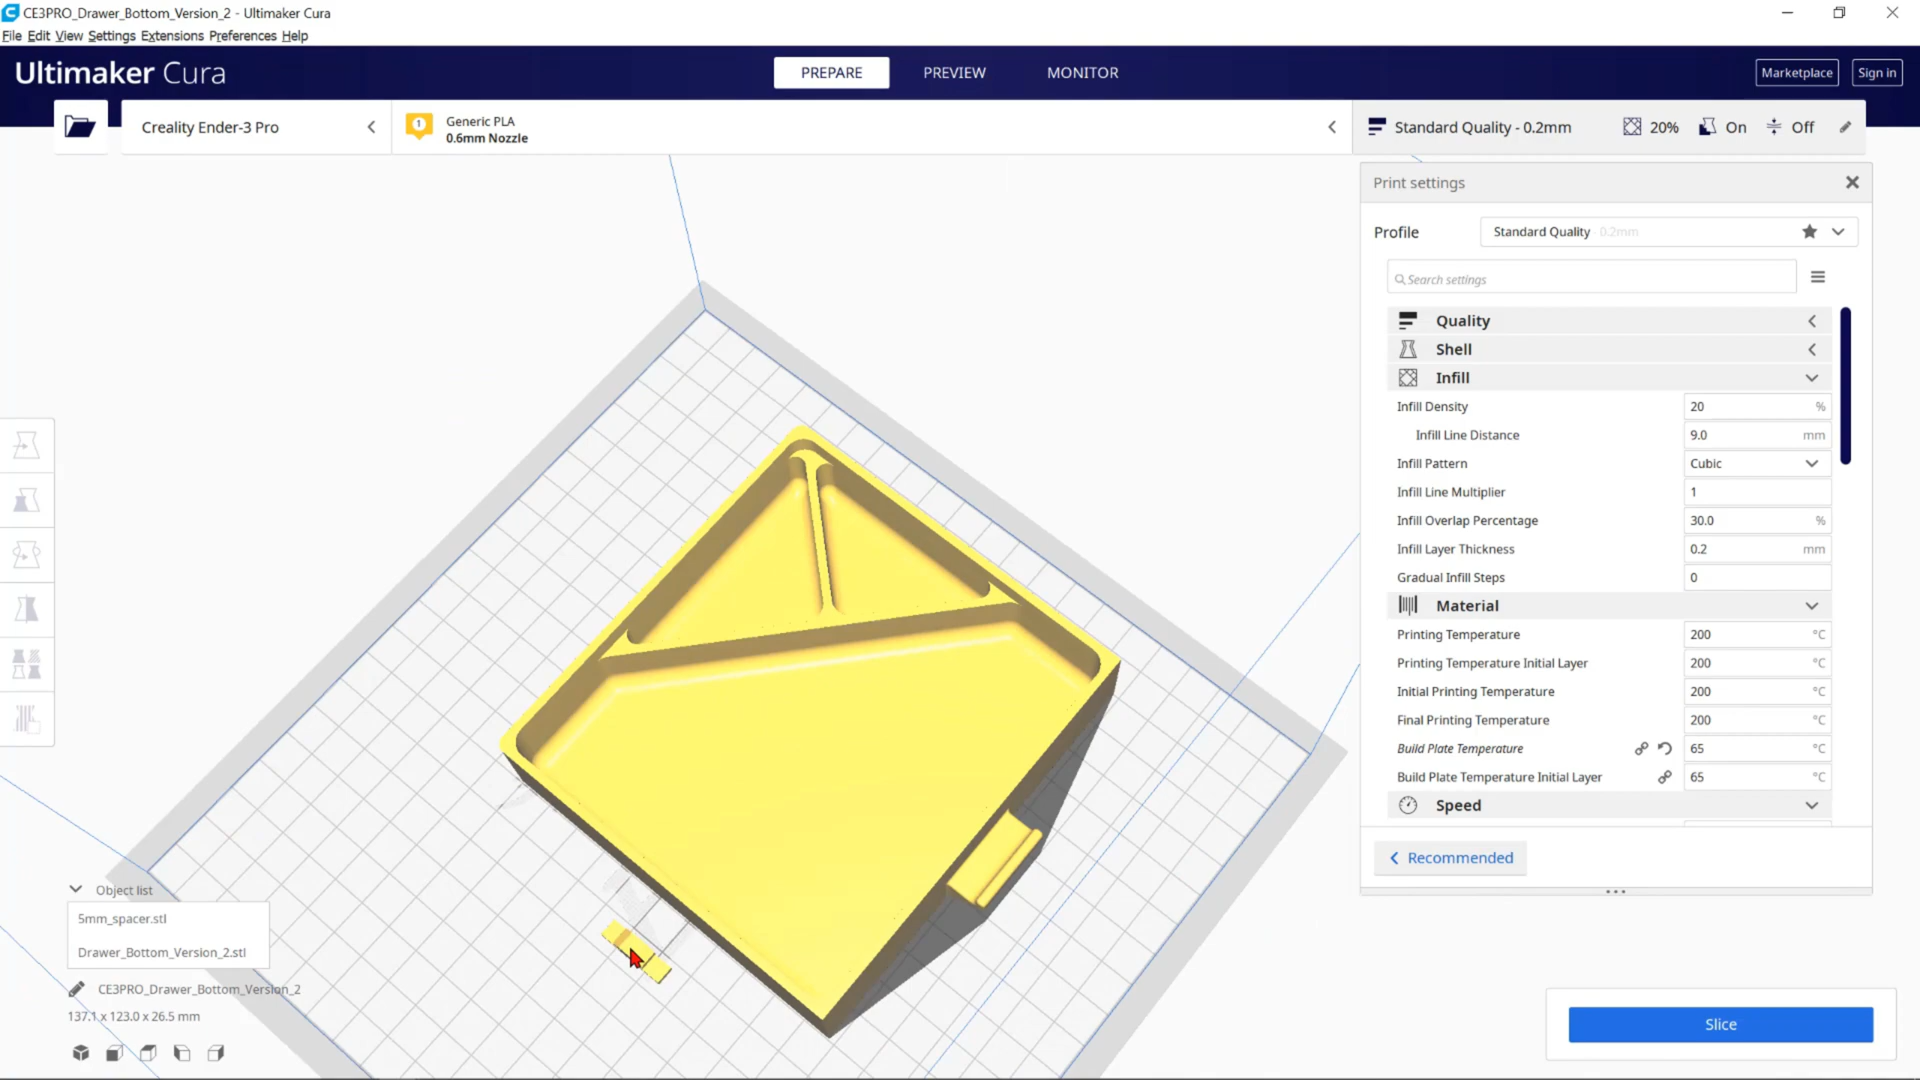 CE3PRO_Drawer_Bottom_Version_2 - Ultimaker Cura
File Edit View Settings Extensions Preferences Help
Ultimaker Cura
PREPARE
PREVIEW
MONITOR
Marketplace
Sign in
Creality Ender-3 Pro
1
Generic PLA
0.6mm Nozzle
Standard Quality - 0.2mm
20%
On
Off
Print settings
Profile
Standard Quality - 0.2mm
Search settings
Quality
Shell
Infill
Infill Density 20 %
Infill Line Distance 9.0 mm
Infill Pattern Cubic
Infill Line Multiplier 1
Infill Overlap Percentage 30.0 %
Infill Layer Thickness 0.2 mm
Gradual Infill Steps 0
Material
Printing Temperature 200 °C
Printing Temperature Initial Layer 200 °C
Initial Printing Temperature 200 °C
Final Printing Temperature 200 °C
Build Plate Temperature 65 °C
Build Plate Temperature Initial Layer 65 °C
Speed
Recommended
Object list
5mm_spacer.stl
Drawer_Bottom_Version_2.stl
CE3PRO_Drawer_Bottom_Version_2
137.1 x 123.0 x 26.5 mm
Slice